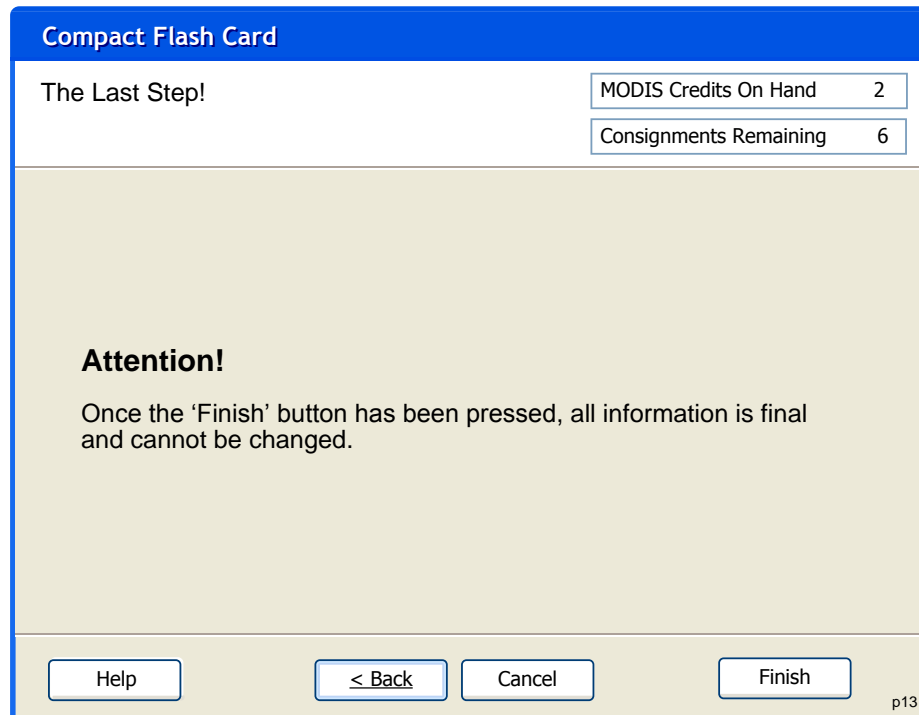 Compact Flash Card
The Last Step!
MODIS Credits On Hand 2
Consignments Remaining 6
Attention!
Once the ‘Finish’ button has been pressed, all information is final
and cannot be changed.
Help
< Back
Cancel
Finish
p13